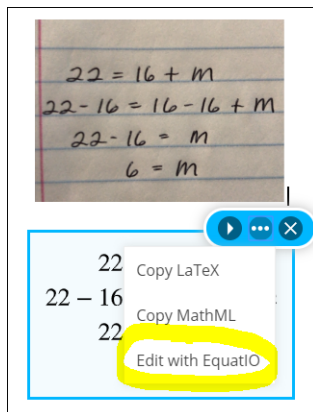 22 = 16 + m
22 - 16 = 16 - 16 + m
22 - 16 = m
6 = m
22
22 − 16
22
Copy LaTeX
Copy MathML
Edit with EquatIO